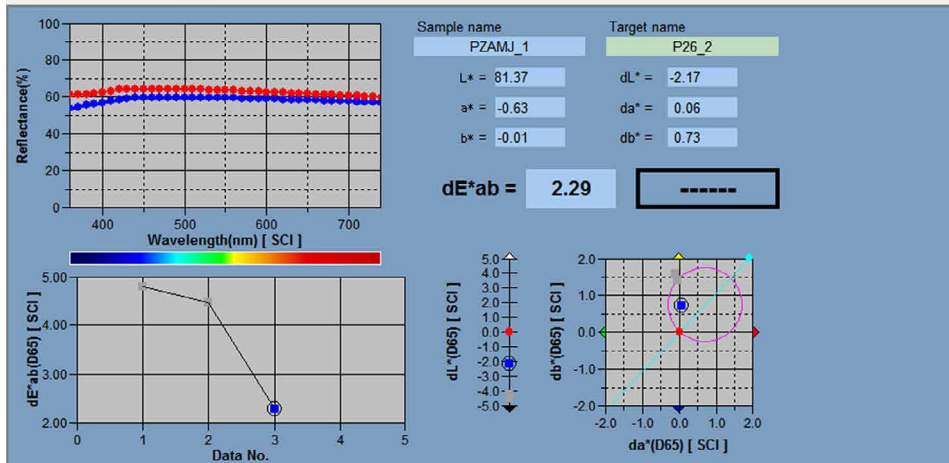 Sample name Target name
PZAMJ_1 P26_2
L* = 81.37 dL* = -2.17
a* = -0.63 da* = 0.06
b* = -0.01 db* = 0.73
dE*ab = 2.29 ------
Reflectance(%)
100
80
60
40
20
0
400 500 600 700
Wavelength(nm) [ SCI ]
dE*ab(D65) [ SCI ]
5.00
4.00
3.00
2.00
0 1 2 3 4 5
Data No.
dL*(D65) [ SCI ]
5.0
4.0
3.0
2.0
1.0
0.0
-1.0
-2.0
-3.0
-4.0
-5.0
db*(D65) [ SCI ]
2.0
1.0
0.0
-1.0
-2.0
-2.0 -1.0 0.0 1.0 2.0
da*(D65) [ SCI ]